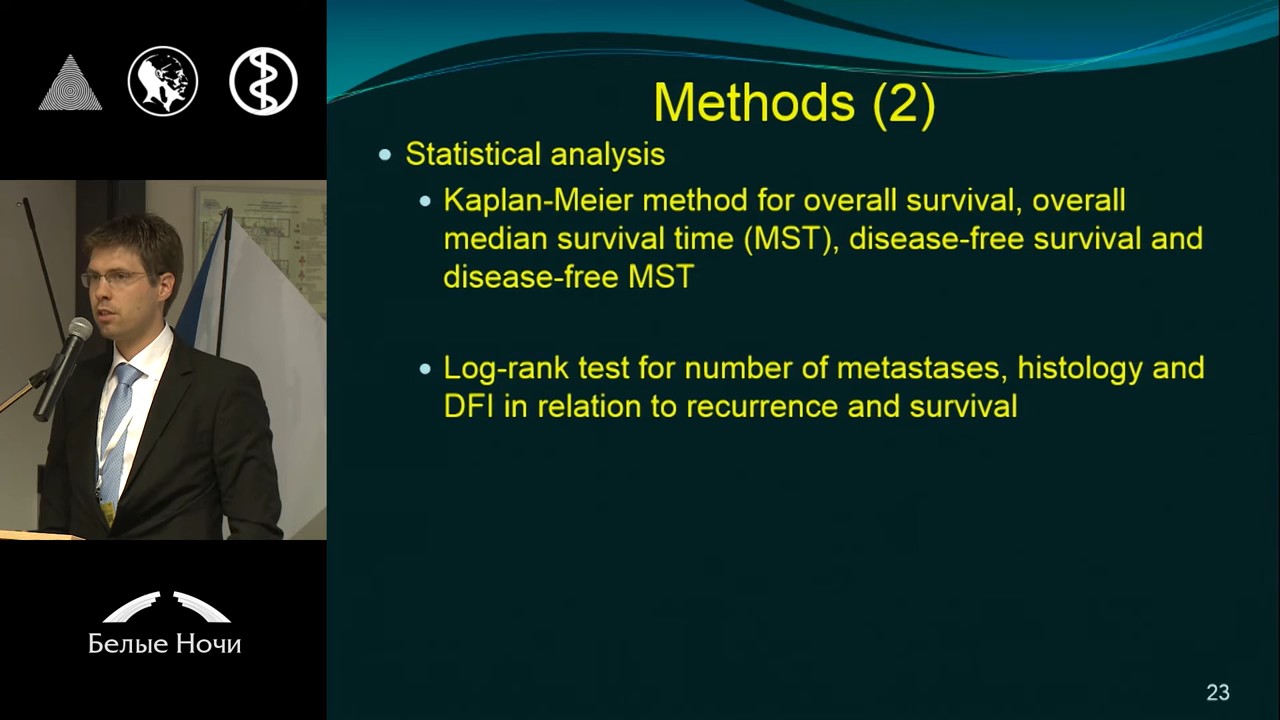 Methods (2)
Statistical analysis
Kaplan-Meier method for overall survival, overall
median survival time (MST), disease-free survival and
disease-free MST
Log-rank test for number of metastases, histology and
DFI in relation to recurrence and survival
Белые Ночи
23